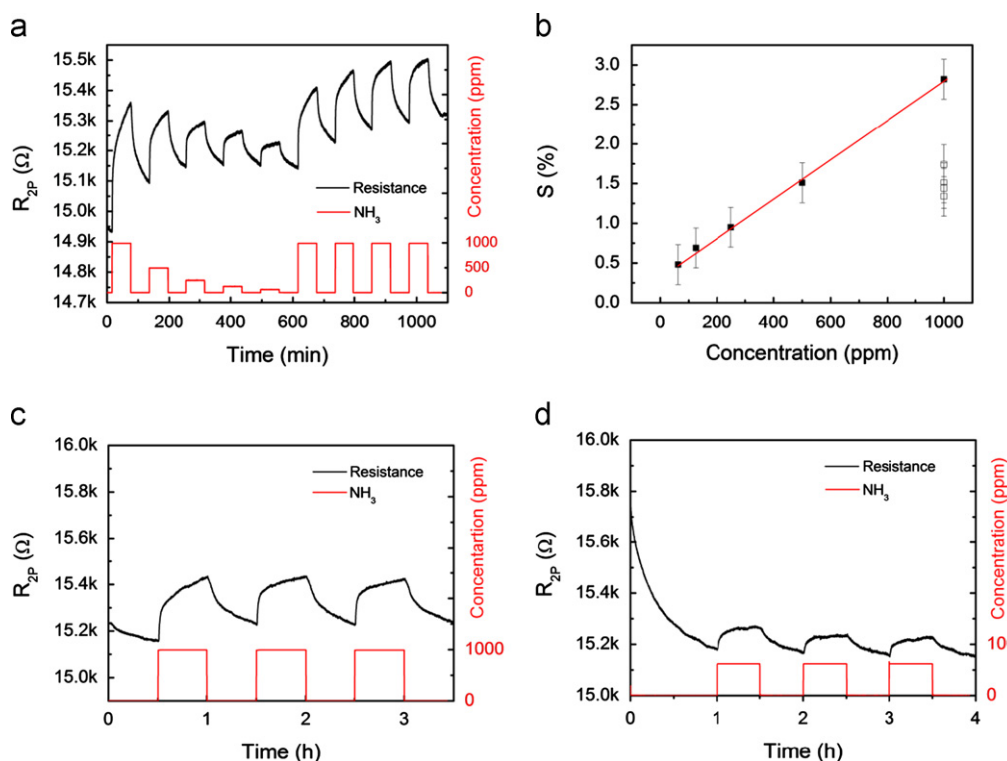 a
15.5k
15.4k
15.3k
15.2k
15.1k
15.0k
14.9k
14.8k
14.7k
R2P (Ω)
Resistance
NH3
1000
500
0
Concentration (ppm)
0 200 400 600 800 1000
Time (min)
b
3.0
2.5
2.0
1.5
1.0
0.5
0.0
S (%)
0 200 400 600 800 1000
Concentration (ppm)
c
16.0k
15.8k
15.6k
15.4k
15.2k
15.0k
R2P (Ω)
Resistance
NH3
1000
0
Concentartion (ppm)
0 1 2 3
Time (h)
d
16.0k
15.8k
15.6k
15.4k
15.2k
15.0k
R2P (Ω)
Resistance
NH3
100
0
Concentration (ppm)
0 1 2 3 4
Time (h)